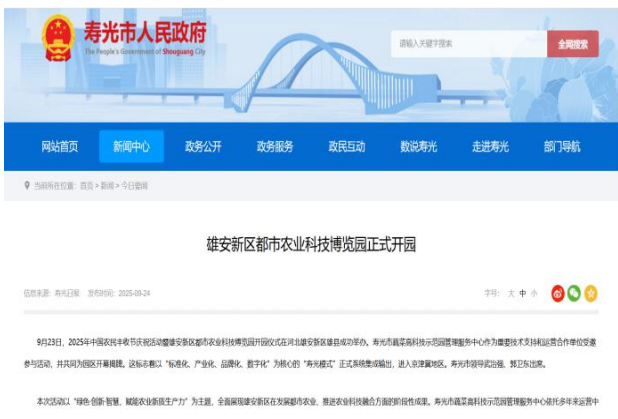 寿光市人民政府
The People's Government of Shouguang City
请输入关键字搜索
全网搜索
网站首页 新闻中心 政务公开 政务服务 政民互动 数说寿光 走进寿光 部门导航
当前所在位置：首页 > 新闻 > 今日要闻
雄安新区都市农业科技博览园正式开园
信息来源：寿光日报 发布时间：2025-09-24
字号： 大 中 小
9月23日，2025年中国农民丰收节庆祝活动暨雄安新区都市农业科技博览园开园仪式在河北雄安新区雄县成功举办。寿光市蔬菜高科技示范园管理服务中心作为重要技术支持和运营合作单位受邀
参与活动，并共同为园区开幕揭牌。这标志着以“标准化、产业化、品牌化、数字化”为核心的“寿光模式”正式系统集成输出，进入京津冀地区。寿光市领导武治强、郭卫东出席。
本次活动以“绿色·创新·智慧，赋能农业新质生产力”为主题，全面展现雄安新区在发展都市农业、推进农业科技融合方面的阶段性成果。寿光市蔬菜高科技示范园管理服务中心依托多年来运营中